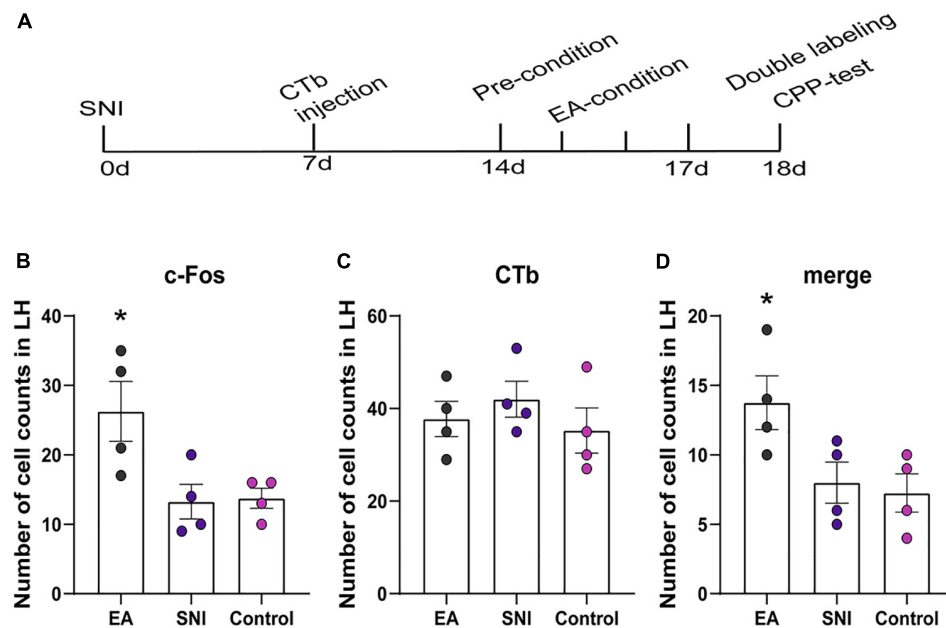 A
SNI
CTb
injection
Pre-condition
EA-condition
Double labeling
CPP-test
0d
7d
14d
17d
18d
B
c-Fos
Number of cell counts in LH
40
30
20
10
0
*
EA SNI Control
C
CTb
Number of cell counts in LH
60
40
20
0
EA SNI Control
D
merge
Number of cell counts in LH
20
15
10
5
0
*
EA SNI Control